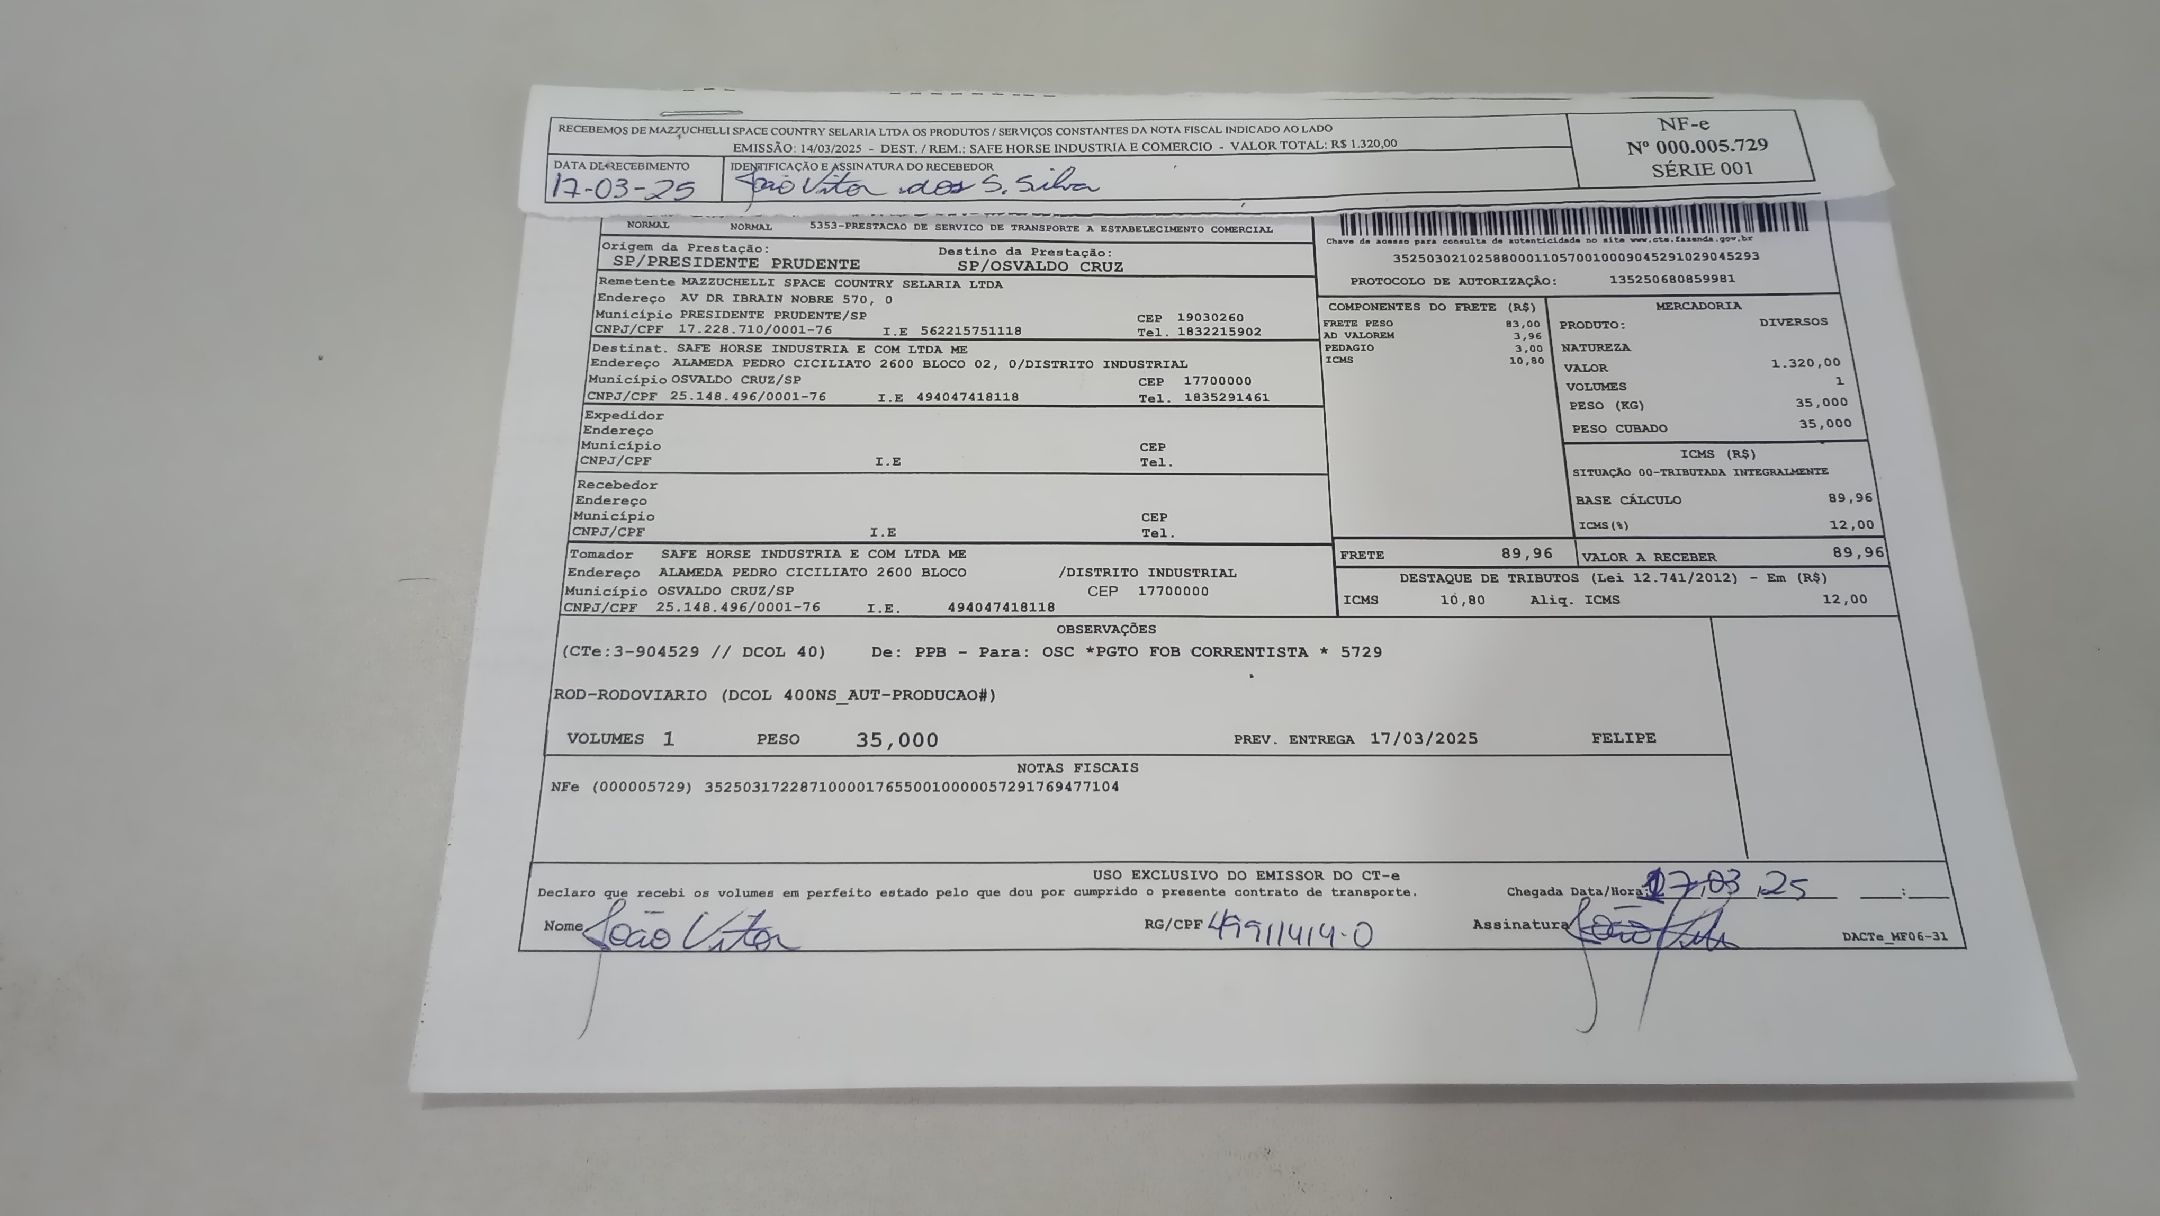 RECEBEMOS DE MAZZUCHELLI SPACE COUNTRY SELARIA LTDA OS PRODUTOS / SERVIÇOS CONSTANTES DA NOTA FISCAL INDICADO AO LADO
EMISSÃO: 14/03/2025 - DEST. / REM.: SAFE HORSE INDUSTRIA E COMERCIO - VALOR TOTAL: R$ 1.320,00
NF-e
Nº 000.005.729
SÉRIE 001
DATA DE RECEBIMENTO
17-03-25
IDENTIFICAÇÃO E ASSINATURA DO RECEBEDOR
João Vitor dos S. Silva
NORMAL NORMAL 5353-PRESTACAO DE SERVICO DE TRANSPORTE A ESTABELECIMENTO COMERCIAL
Chave de acesso para consulta de autenticidade no site www.cte.fazenda.gov.br
35250302102588000110570010009045291029045293
PROTOCOLO DE AUTORIZAÇÃO: 135250680859981
Origem da Prestação:
SP/PRESIDENTE PRUDENTE
Destino da Prestação:
SP/OSVALDO CRUZ
Remetente MAZZUCHELLI SPACE COUNTRY SELARIA LTDA
Endereço AV DR IBRAIN NOBRE 570, 0
Município PRESIDENTE PRUDENTE/SP CEP 19030260
CNPJ/CPF 17.228.710/0001-76 I.E 562215751118 Tel. 1832215902
Destinat. SAFE HORSE INDUSTRIA E COM LTDA ME
Endereço ALAMEDA PEDRO CICILIATO 2600 BLOCO 02, 0/DISTRITO INDUSTRIAL
Município OSVALDO CRUZ/SP CEP 17700000
CNPJ/CPF 25.148.496/0001-76 I.E 494047418118 Tel. 1835291461
Expedidor
Endereço
Município CEP
CNPJ/CPF I.E Tel.
Recebedor
Endereço
Município CEP
CNPJ/CPF I.E Tel.
Tomador SAFE HORSE INDUSTRIA E COM LTDA ME
Endereço ALAMEDA PEDRO CICILIATO 2600 BLOCO /DISTRITO INDUSTRIAL
Município OSVALDO CRUZ/SP CEP 17700000
CNPJ/CPF 25.148.496/0001-76 I.E. 494047418118
COMPONENTES DO FRETE (R$)
FRETE PESO 83,00
AD VALOREM 3,96
PEDAGIO 3,00
ICMS 10,80
MERCADORIA
PRODUTO: DIVERSOS
NATUREZA
VALOR 1.320,00
VOLUMES 1
PESO (KG) 35,000
PESO CUBADO 35,000
ICMS (R$)
SITUAÇÃO 00-TRIBUTADA INTEGRALMENTE
BASE CÁLCULO 89,96
ICMS(%) 12,00
FRETE 89,96 VALOR A RECEBER 89,96
DESTAQUE DE TRIBUTOS (Lei 12.741/2012) - Em (R$)
ICMS 10,80 Aliq. ICMS 12,00
OBSERVAÇÕES
(CTe:3-904529 // DCOL 40) De: PPB - Para: OSC *PGTO FOB CORRENTISTA * 5729
ROD-RODOVIARIO (DCOL 400NS_AUT-PRODUCAO#)
VOLUMES 1 PESO 35,000 PREV. ENTREGA 17/03/2025 FELIPE
NOTAS FISCAIS
NFe (000005729) 35250317228710000176550010000057291769477104
USO EXCLUSIVO DO EMISSOR DO CT-e
Declaro que recebi os volumes em perfeito estado pelo que dou por cumprido o presente contrato de transporte. Chegada Data/Hora: 17,03,25 __:__
Nome João Vitor RG/CPF 49911414-0 Assinatura João Vitor DACTe_MF06-31